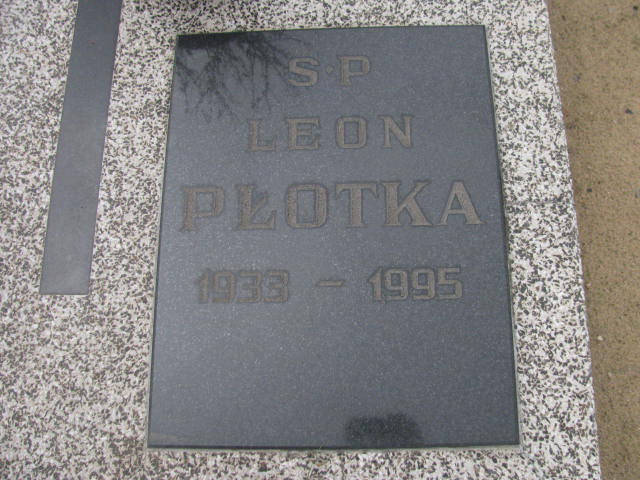 S·P
LEON
PŁOTKA
1933 - 1995